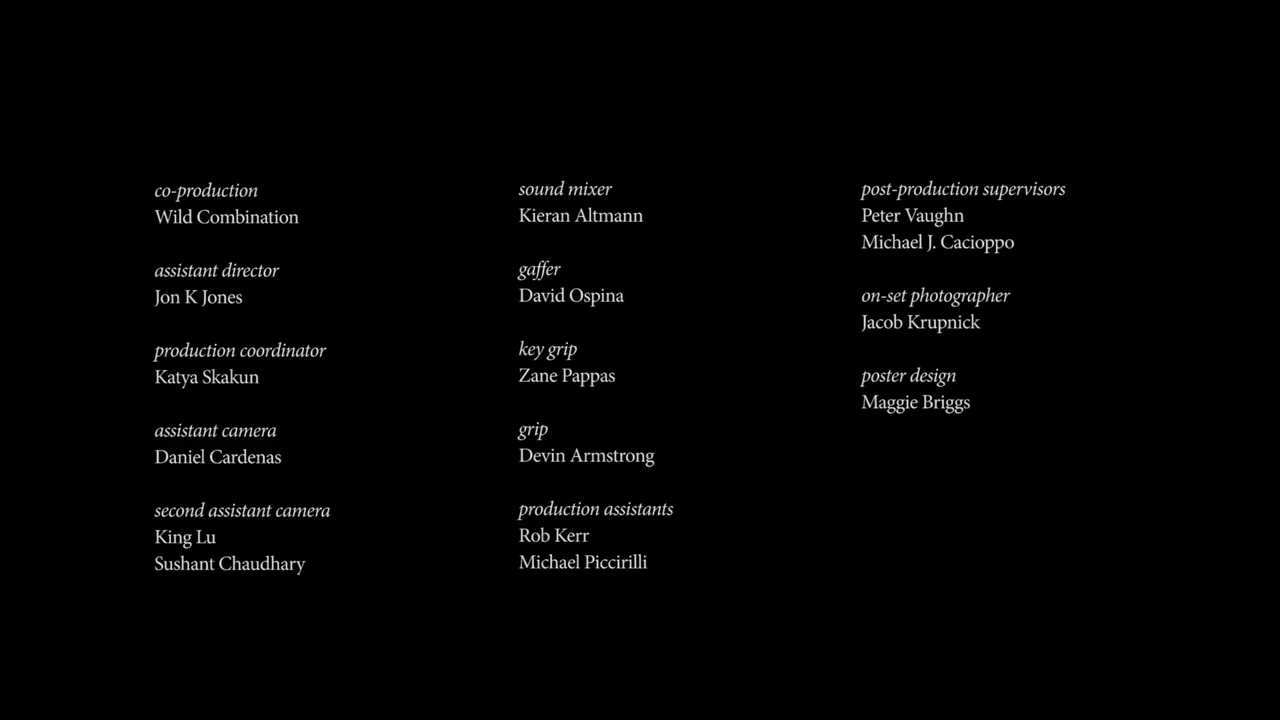 co-production
Wild Combination
assistant director
Jon K Jones
production coordinator
Katya Skakun
assistant camera
Daniel Cardenas
second assistant camera
King Lu
Sushant Chaudhary
sound mixer
Kieran Altmann
gaffer
David Ospina
key grip
Zane Pappas
grip
Devin Armstrong
production assistants
Rob Kerr
Michael Piccirilli
post-production supervisors
Peter Vaughn
Michael J. Cacioppo
on-set photographer
Jacob Krupnick
poster design
Maggie Briggs